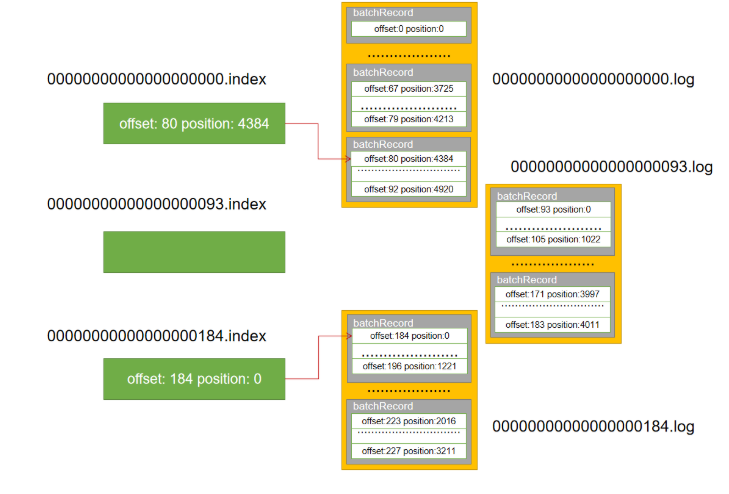 00000000000000000000.index
offset: 80 position: 4384
00000000000000000093.index
00000000000000000184.index
offset: 184 position: 0
batchRecord
offset:0 position:0
...................
batchRecord
offset:67 position:3725
......................
offset:79 position:4213
batchRecord
offset:80 position:4384
..............................
offset:92 position:4920
00000000000000000000.log
00000000000000000093.log
batchRecord
offset:93 position:0
......................
offset:105 position:1022
...................
batchRecord
offset:171 position:3997
..............................
offset:183 position:4011
batchRecord
offset:184 position:0
......................
offset:196 position:1221
...................
batchRecord
offset:223 position:2016
..............................
offset:227 position:3211
00000000000000000184.log